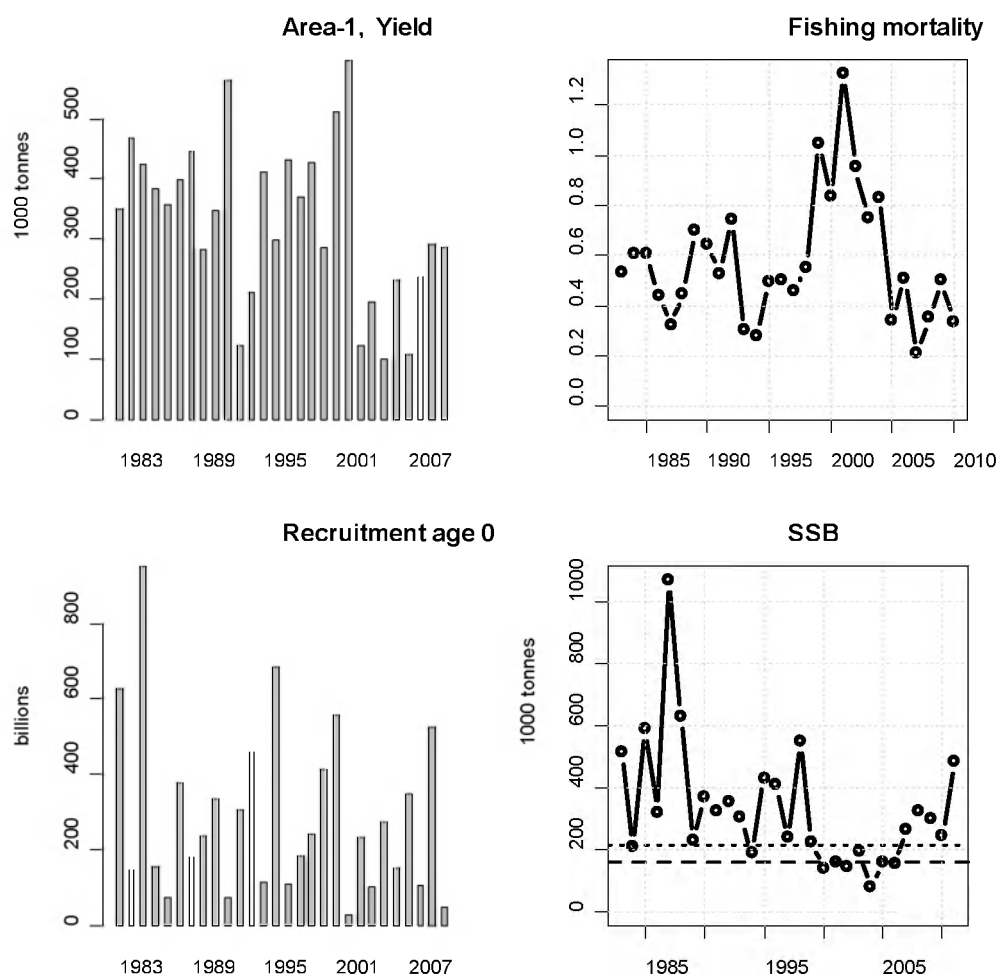 Area-1, Yield
1000 tonnes
0 100 200 300 400 500
1983 1989 1995 2001 2007
Fishing mortality
0.0 0.2 0.4 0.6 0.8 1.0 1.2
1985 1990 1995 2000 2005 2010
Recruitment age 0
billions
0 200 400 600 800
1983 1989 1995 2001 2007
SSB
1000 tonnes
0 200 400 600 800 1000
1985 1995 2005